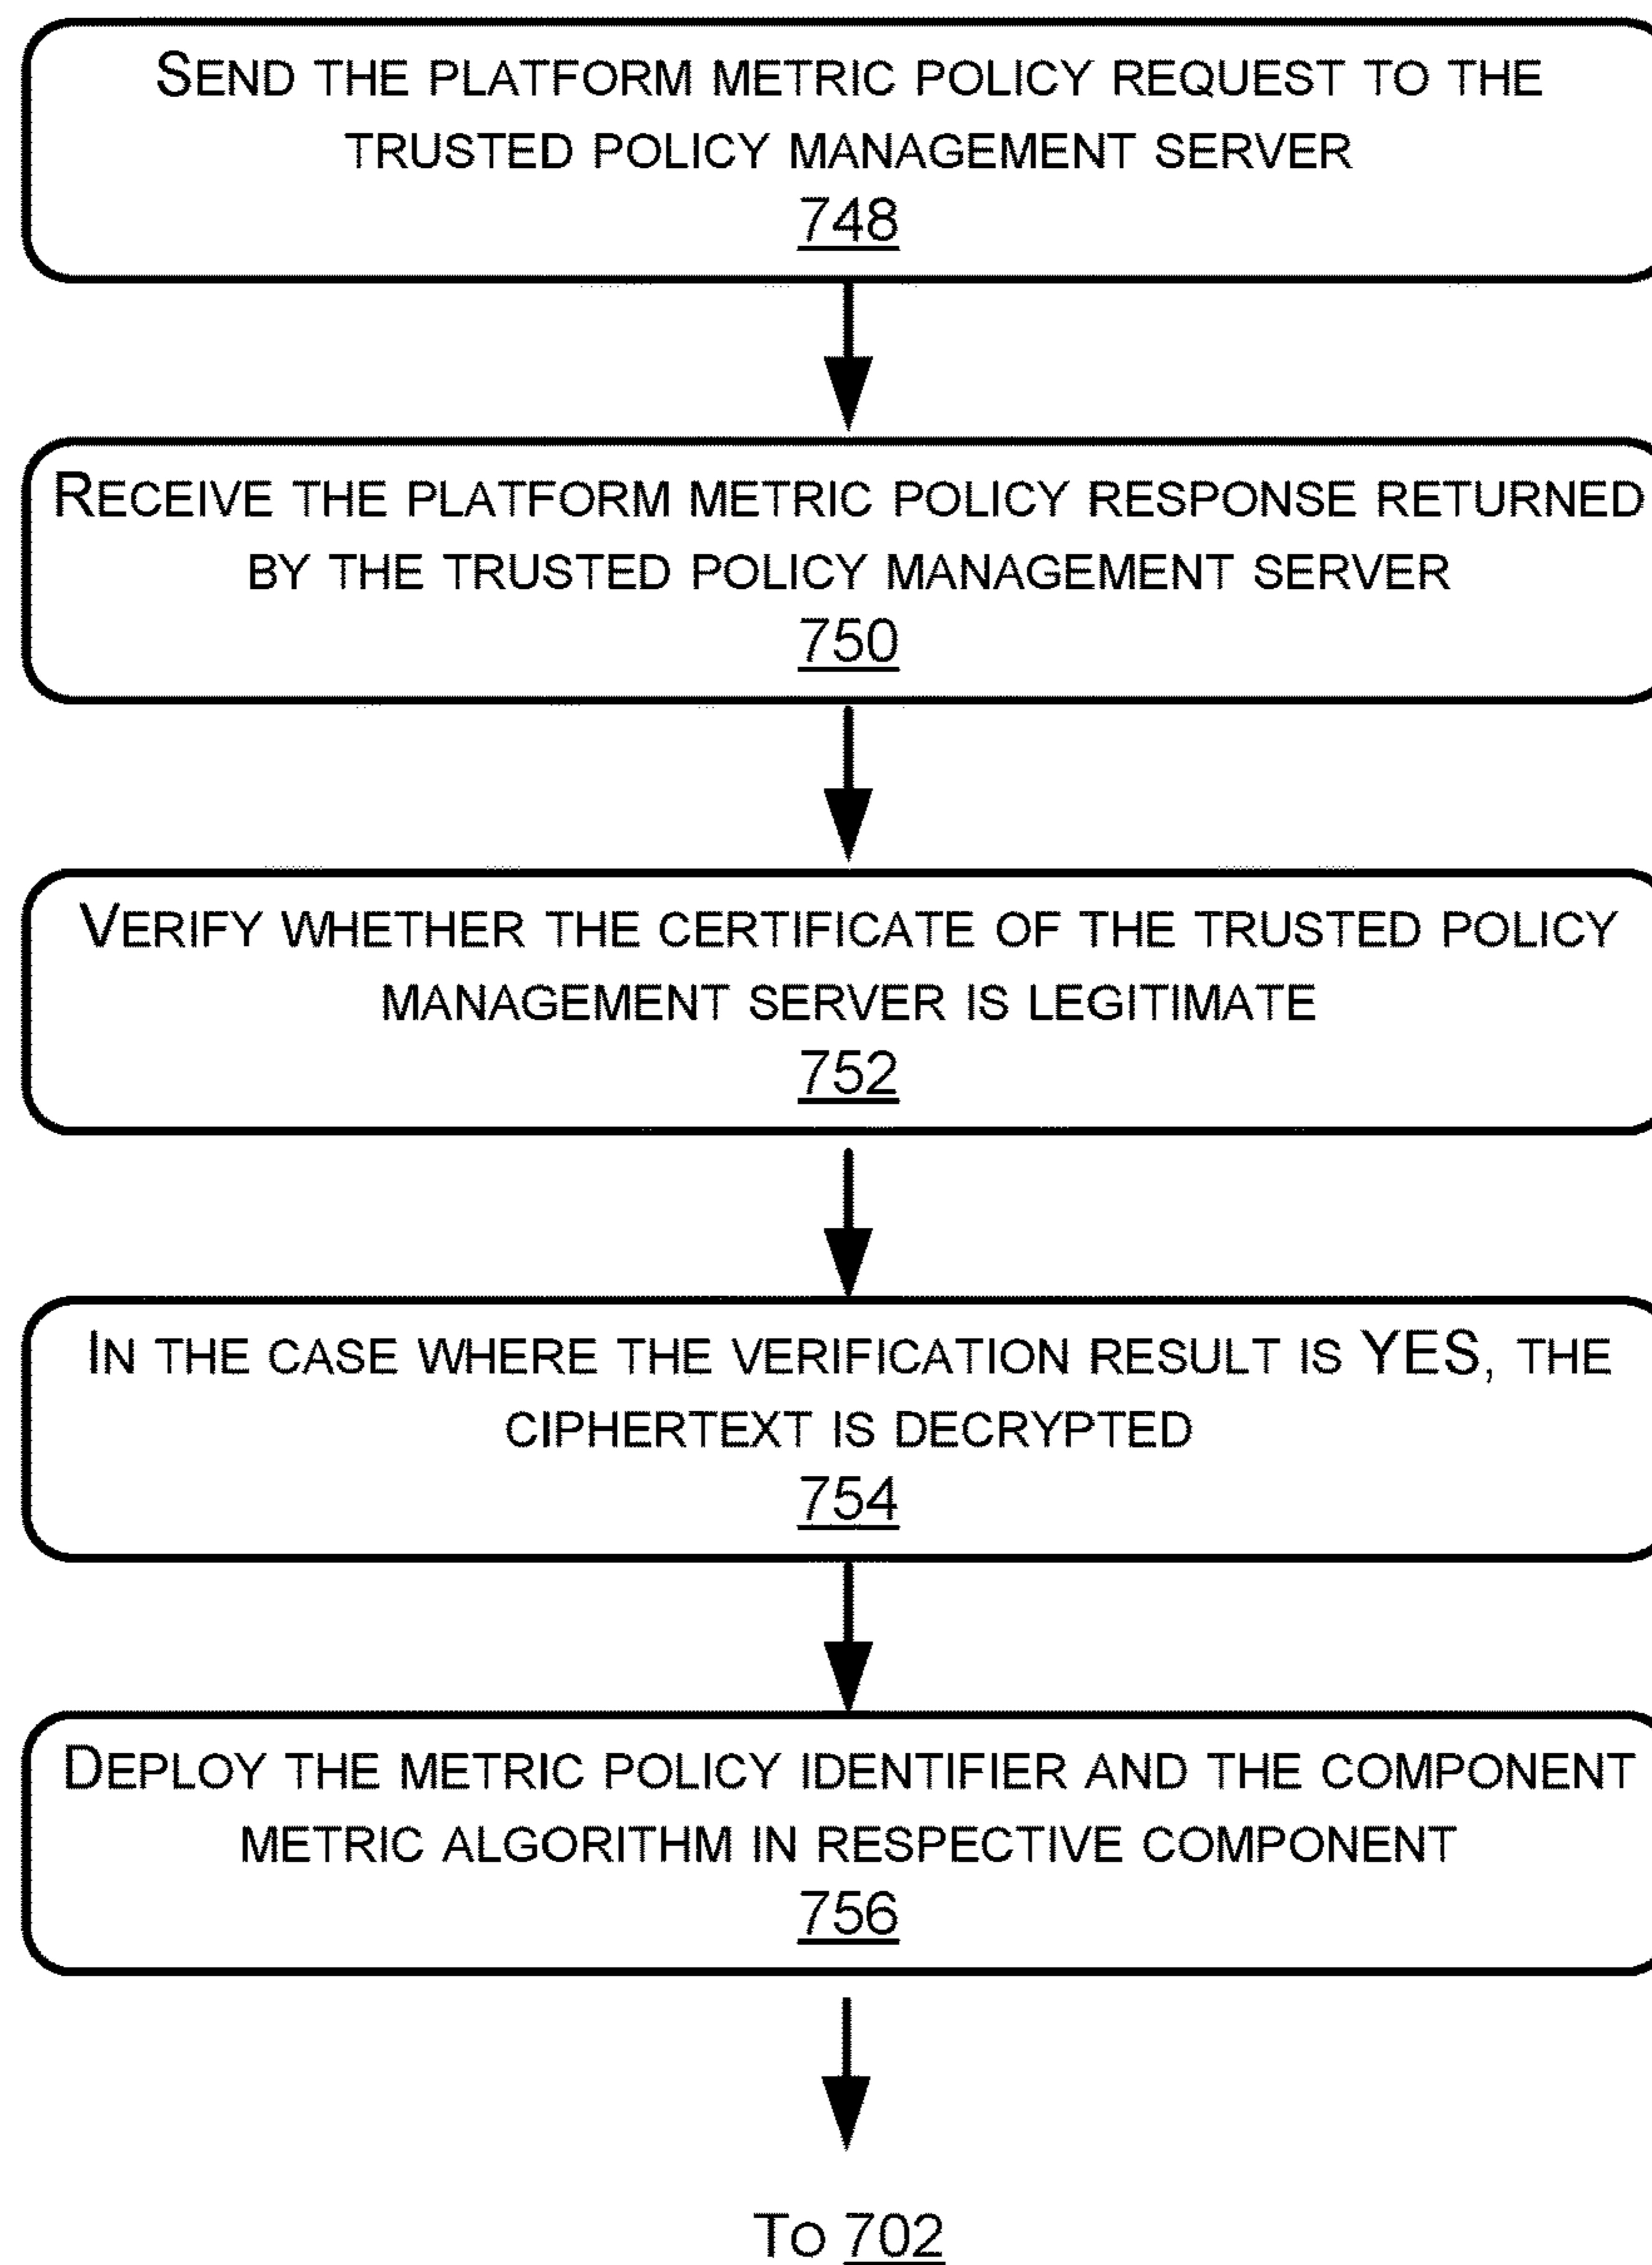 SEND THE PLATFORM METRIC POLICY REQUEST TO THE
TRUSTED POLICY MANAGEMENT SERVER
748
RECEIVE THE PLATFORM METRIC POLICY RESPONSE RETURNED
BY THE TRUSTED POLICY MANAGEMENT SERVER
750
VERIFY WHETHER THE CERTIFICATE OF THE TRUSTED POLICY
MANAGEMENT SERVER IS LEGITIMATE
752
IN THE CASE WHERE THE VERIFICATION RESULT IS YES, THE
CIPHERTEXT IS DECRYPTED
754
DEPLOY THE METRIC POLICY IDENTIFIER AND THE COMPONENT
METRIC ALGORITHM IN RESPECTIVE COMPONENT
756
TO 702